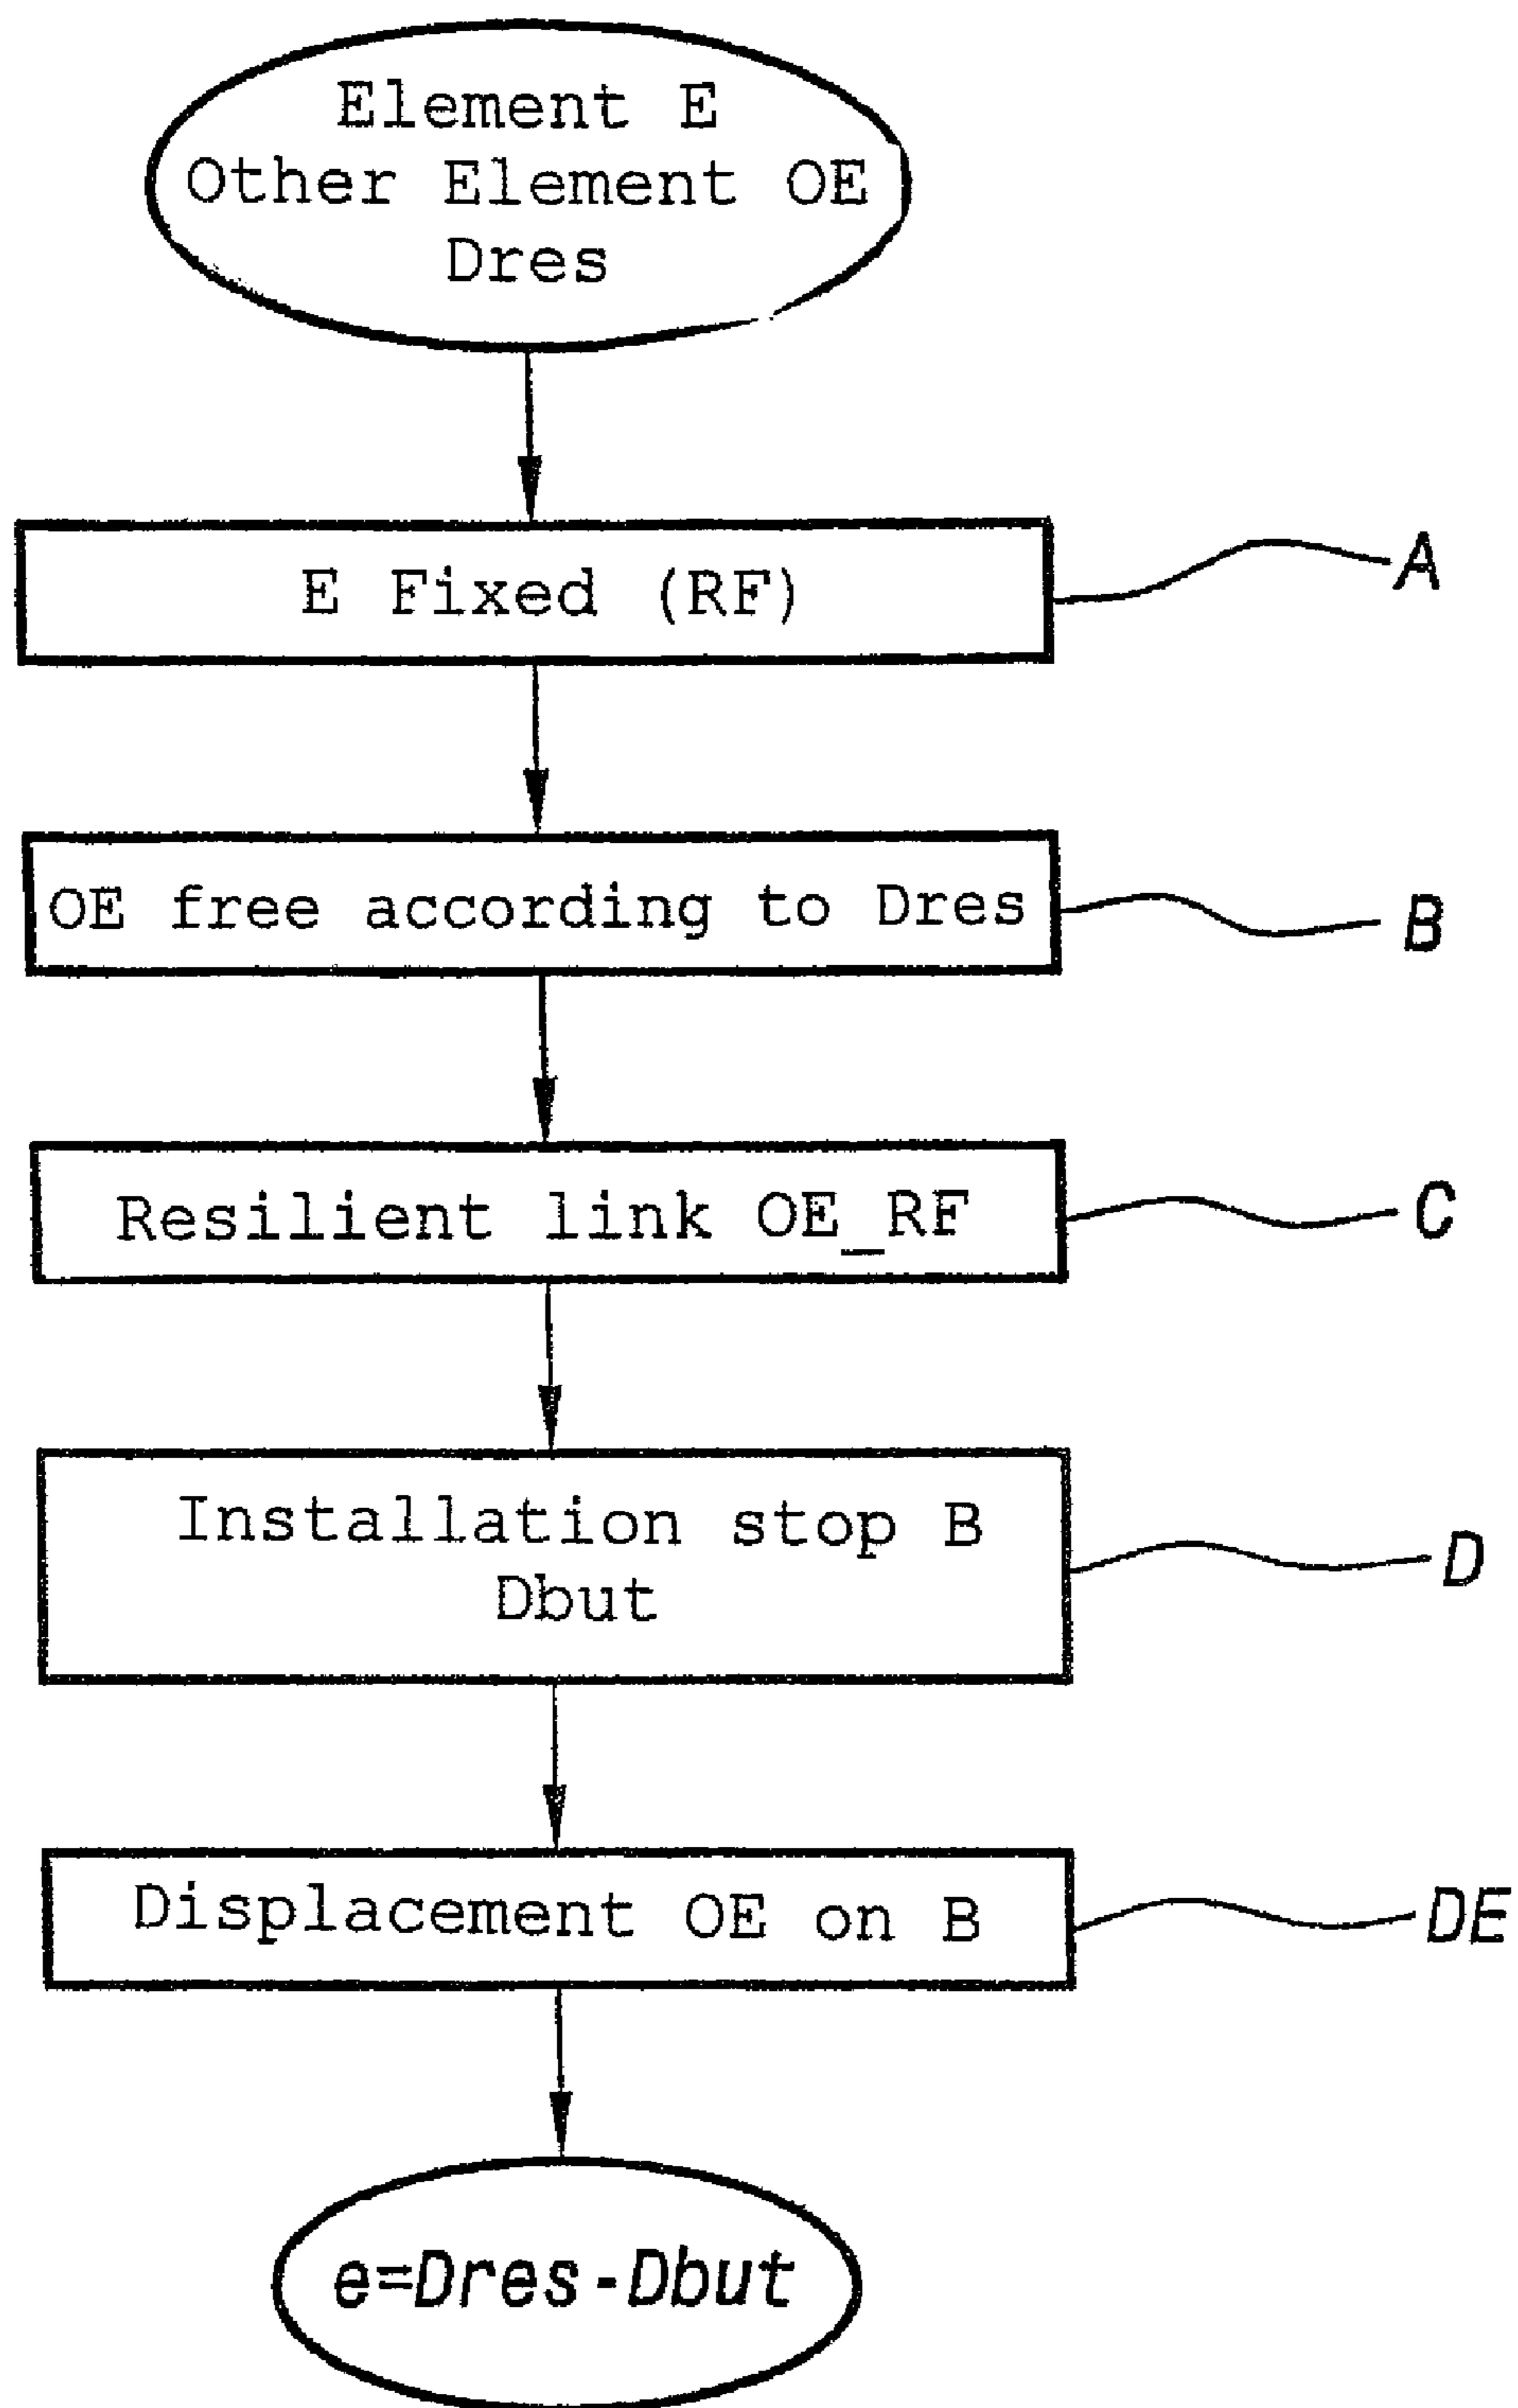 Element E
Other Element OE
Dres
E Fixed (RF)
A
OE free according to Dres
B
Resilient link OE_RF
C
Installation stop B
Dbut
D
Displacement OE on B
DE
e=Dres-Dbut